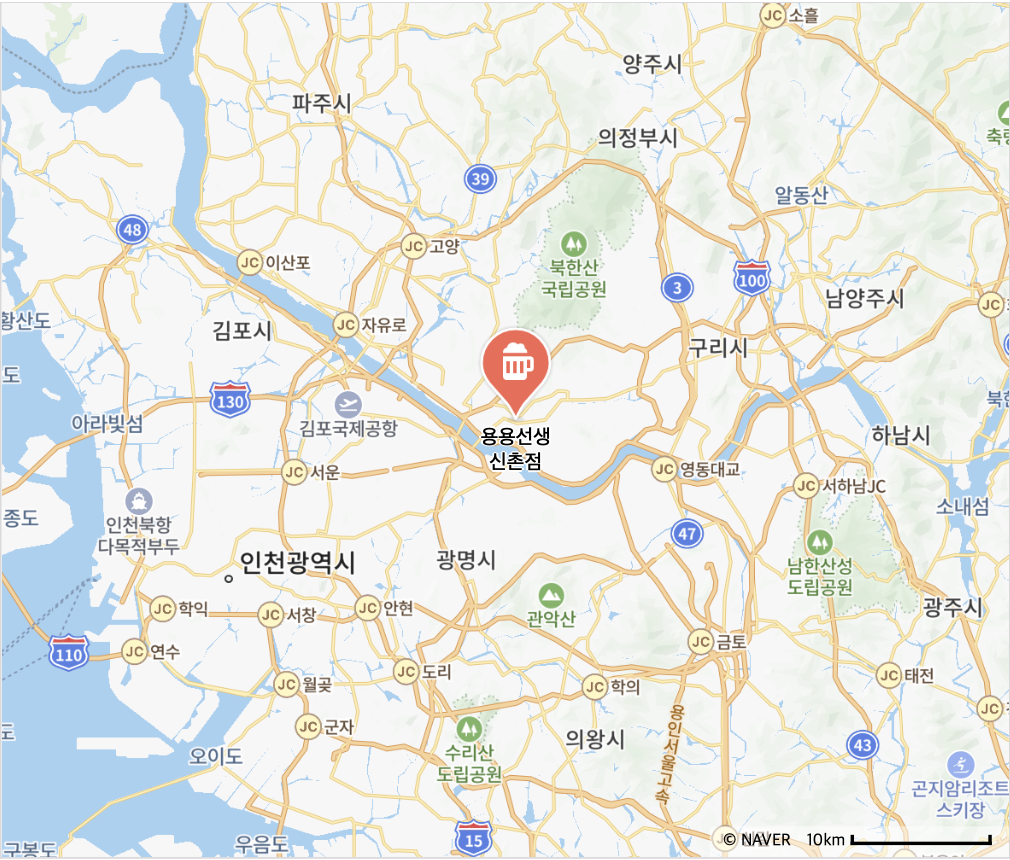 JC 소흘
양주시
파주시
의정부시
39
알동산
48
JC 고양
JC 이산포
북한산
국립공원
3
100
남양주시
JC
황산도
김포시
JC 자유로
구리시
도
130
김포국제공항
아라빛섬
용용선생
신촌점
하남시
JC 서운
JC 영동대교
JC 서하남JC
소내섬
종도
인천북항
다목적부두
47
인천광역시
광명시
남한산성
도립공원
관악산
광주시
JC 학익
JC 서창
JC 안현
110
JC 연수
JC 금토
JC 도리
JC 태전
JC 월곶
JC 학의
JC
JC 군자
용인서울고속
도
오이도
수리산
도립공원
의왕시
43
곤지암리조트
스키장
15
우음도
구봉도
© NAVER 10km